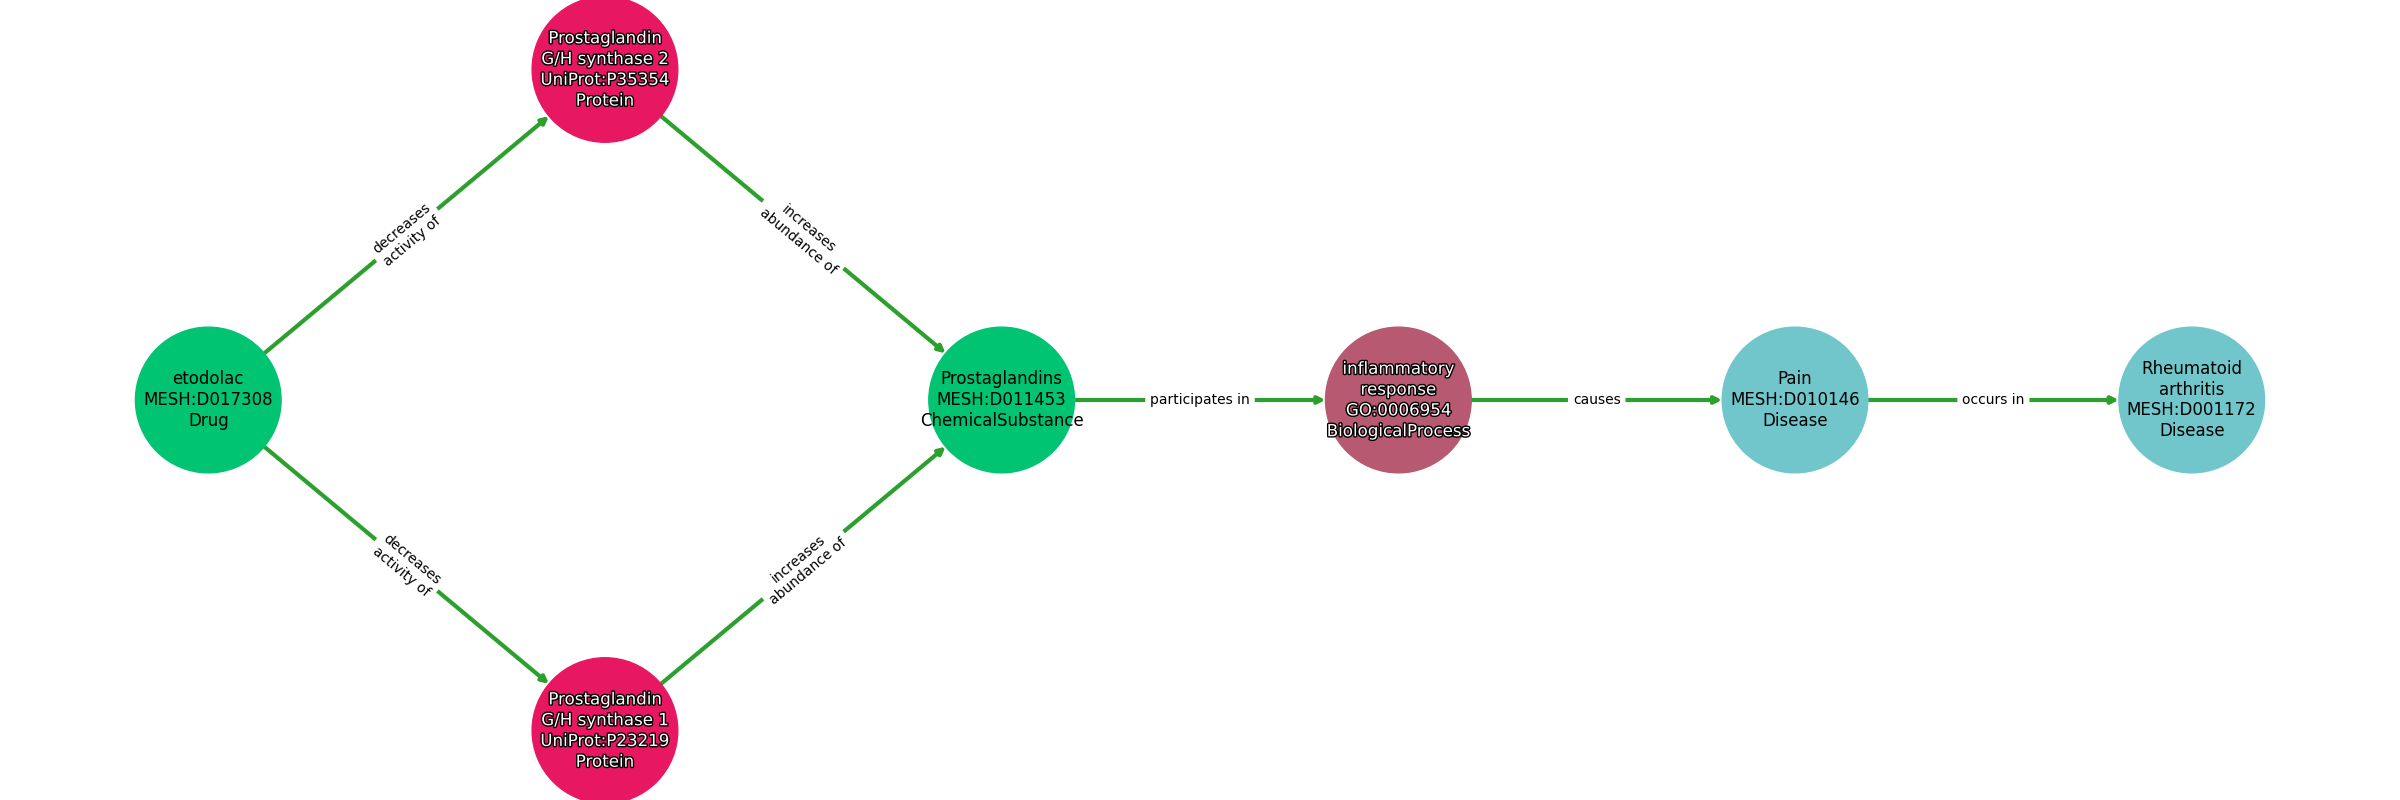 Prostaglandin
G/H synthase 2
UniProt:P35354
Protein
decreases
activity of
increases
abundance of
etodolac
MESH:D017308
Drug
Prostaglandins
MESH:D011453
ChemicalSubstance
participates in
inflammatory
response
GO:0006954
BiologicalProcess
causes
Pain
MESH:D010146
Disease
occurs in
Rheumatoid
arthritis
MESH:D001172
Disease
decreases
activity of
increases
abundance of
Prostaglandin
G/H synthase 1
UniProt:P23219
Protein